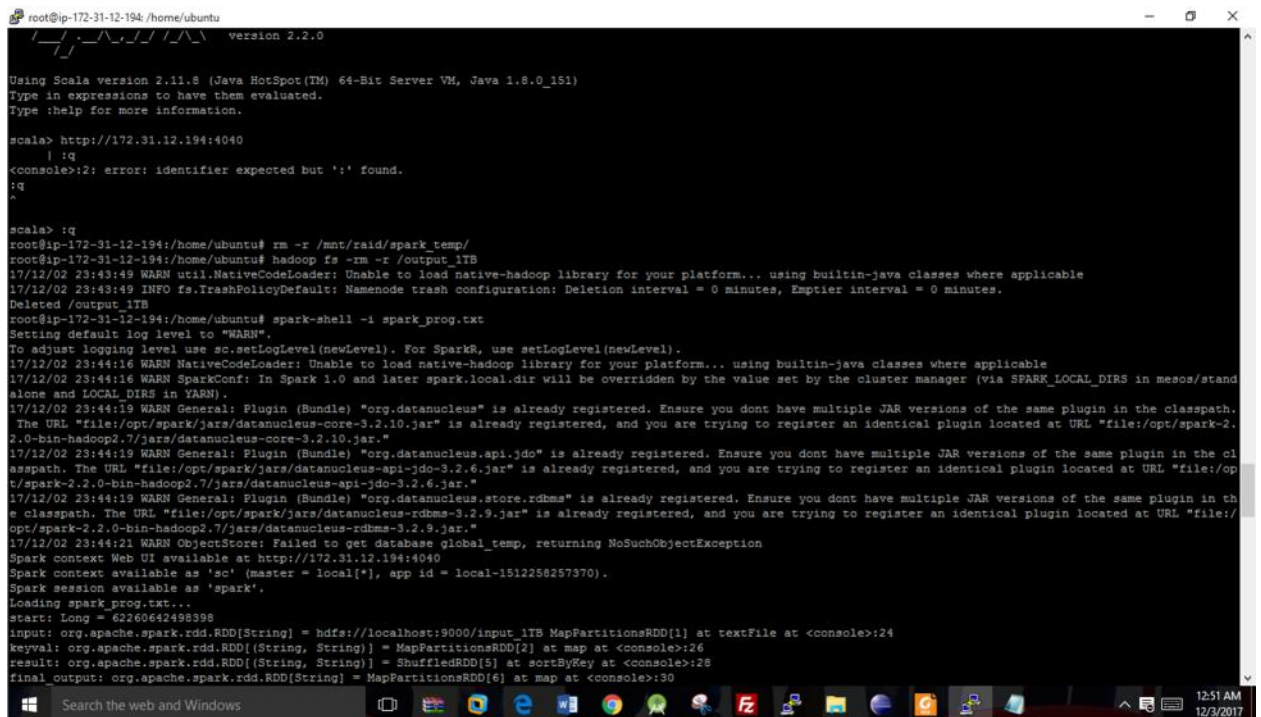 root@ip-172-31-12-194: /home/ubuntu
/___/ .__/\_,_/_/ /_/\_\   version 2.2.0
/_/
Using Scala version 2.11.8 (Java HotSpot(TM) 64-Bit Server VM, Java 1.8.0_151)
Type in expressions to have them evaluated.
Type :help for more information.
scala> http://172.31.12.194:4040
| :q
<console>:2: error: identifier expected but ':' found.
:q
^
scala> :q
root@ip-172-31-12-194:/home/ubuntu# rm -r /mnt/raid/spark_temp/
root@ip-172-31-12-194:/home/ubuntu# hadoop fs -rm -r /output_1TB
17/12/02 23:43:49 WARN util.NativeCodeLoader: Unable to load native-hadoop library for your platform... using builtin-java classes where applicable
17/12/02 23:43:49 INFO fs.TrashPolicyDefault: Namenode trash configuration: Deletion interval = 0 minutes, Emptier interval = 0 minutes.
Deleted /output_1TB
root@ip-172-31-12-194:/home/ubuntu# spark-shell -i spark_prog.txt
Setting default log level to "WARN".
To adjust logging level use sc.setLogLevel(newLevel). For SparkR, use setLogLevel(newLevel).
17/12/02 23:44:16 WARN NativeCodeLoader: Unable to load native-hadoop library for your platform... using builtin-java classes where applicable
17/12/02 23:44:16 WARN SparkConf: In Spark 1.0 and later spark.local.dir will be overridden by the value set by the cluster manager (via SPARK_LOCAL_DIRS in mesos/stand
alone and LOCAL_DIRS in YARN).
17/12/02 23:44:19 WARN General: Plugin (Bundle) "org.datanucleus" is already registered. Ensure you dont have multiple JAR versions of the same plugin in the classpath.
The URL "file:/opt/spark/jars/datanucleus-core-3.2.10.jar" is already registered, and you are trying to register an identical plugin located at URL "file:/opt/spark-2.
2.0-bin-hadoop2.7/jars/datanucleus-core-3.2.10.jar."
17/12/02 23:44:19 WARN General: Plugin (Bundle) "org.datanucleus.api.jdo" is already registered. Ensure you dont have multiple JAR versions of the same plugin in the cl
asspath. The URL "file:/opt/spark/jars/datanucleus-api-jdo-3.2.6.jar" is already registered, and you are trying to register an identical plugin located at URL "file:/op
t/spark-2.2.0-bin-hadoop2.7/jars/datanucleus-api-jdo-3.2.6.jar."
17/12/02 23:44:19 WARN General: Plugin (Bundle) "org.datanucleus.store.rdbms" is already registered. Ensure you dont have multiple JAR versions of the same plugin in th
e classpath. The URL "file:/opt/spark/jars/datanucleus-rdbms-3.2.9.jar" is already registered, and you are trying to register an identical plugin located at URL "file:/
opt/spark-2.2.0-bin-hadoop2.7/jars/datanucleus-rdbms-3.2.9.jar."
17/12/02 23:44:21 WARN ObjectStore: Failed to get database global_temp, returning NoSuchObjectException
Spark context Web UI available at http://172.31.12.194:4040
Spark context available as 'sc' (master = local[*], app id = local-1512258257370).
Spark session available as 'spark'.
Loading spark_prog.txt...
start: Long = 62260642498398
input: org.apache.spark.rdd.RDD[String] = hdfs://localhost:9000/input_1TB MapPartitionsRDD[1] at textFile at <console>:24
keyval: org.apache.spark.rdd.RDD[(String, String)] = MapPartitionsRDD[2] at map at <console>:26
result: org.apache.spark.rdd.RDD[(String, String)] = ShuffledRDD[5] at sortByKey at <console>:28
final_output: org.apache.spark.rdd.RDD[String] = MapPartitionsRDD[6] at map at <console>:30
Search the web and Windows
12:51 AM
12/3/2017